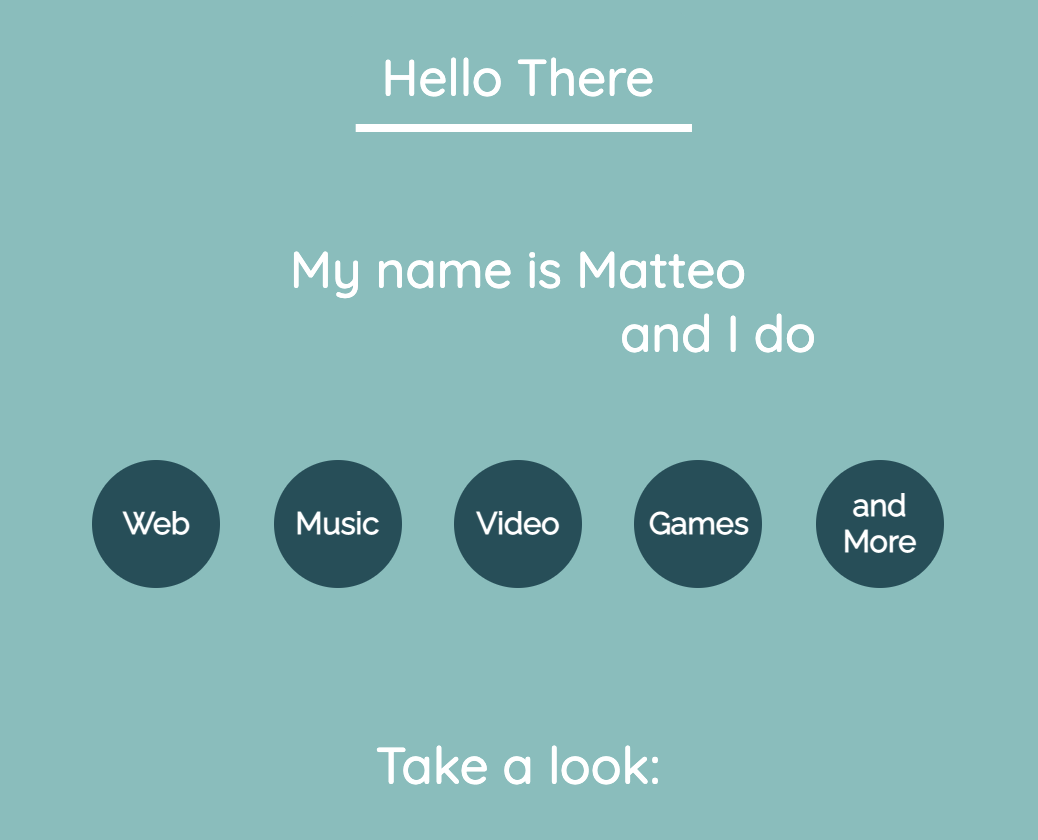 Hello There
My name is Matteo
and I do
Web
Music
Video
Games
and
More
Take a look: